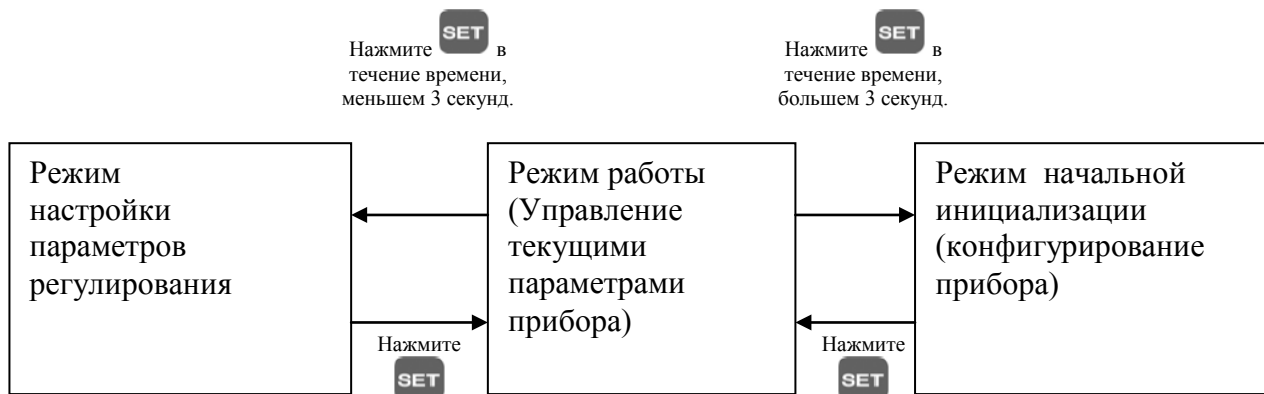 Нажмите SET в
течение времени,
меньшем 3 секунд.
Нажмите SET в
течение времени,
большем 3 секунд.
Режим
настройки
параметров
регулирования
Режим работы
(Управление
текущими
параметрами
прибора)
Режим начальной
инициализации
(конфигурирование
прибора)
Нажмите
SET
Нажмите
SET